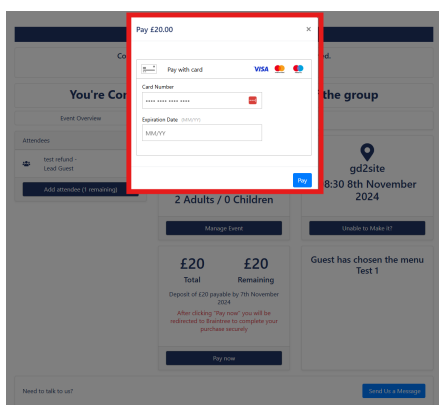 Pay £20.00 ×
Co
d.
Pay with card VISA
Card Number
•••• •••• •••• ••••
Expiration Date (MM/YY)
MM/YY
Pay
You're Con
the group
Event Overview
Attendees
test refund -
Lead Guest
Add attendee (1 remaining)
2 Adults / 0 Children
Manage Event
gd2site
8:30 8th November
2024
Unable to Make it?
£20 £20
Total Remaining
Deposit of £20 payable by 7th November
2024
After clicking "Pay now" you will be
redirected to Braintree to complete your
purchase securely
Pay now
Guest has chosen the menu
Test 1
Need to talk to us?
Send Us a Message